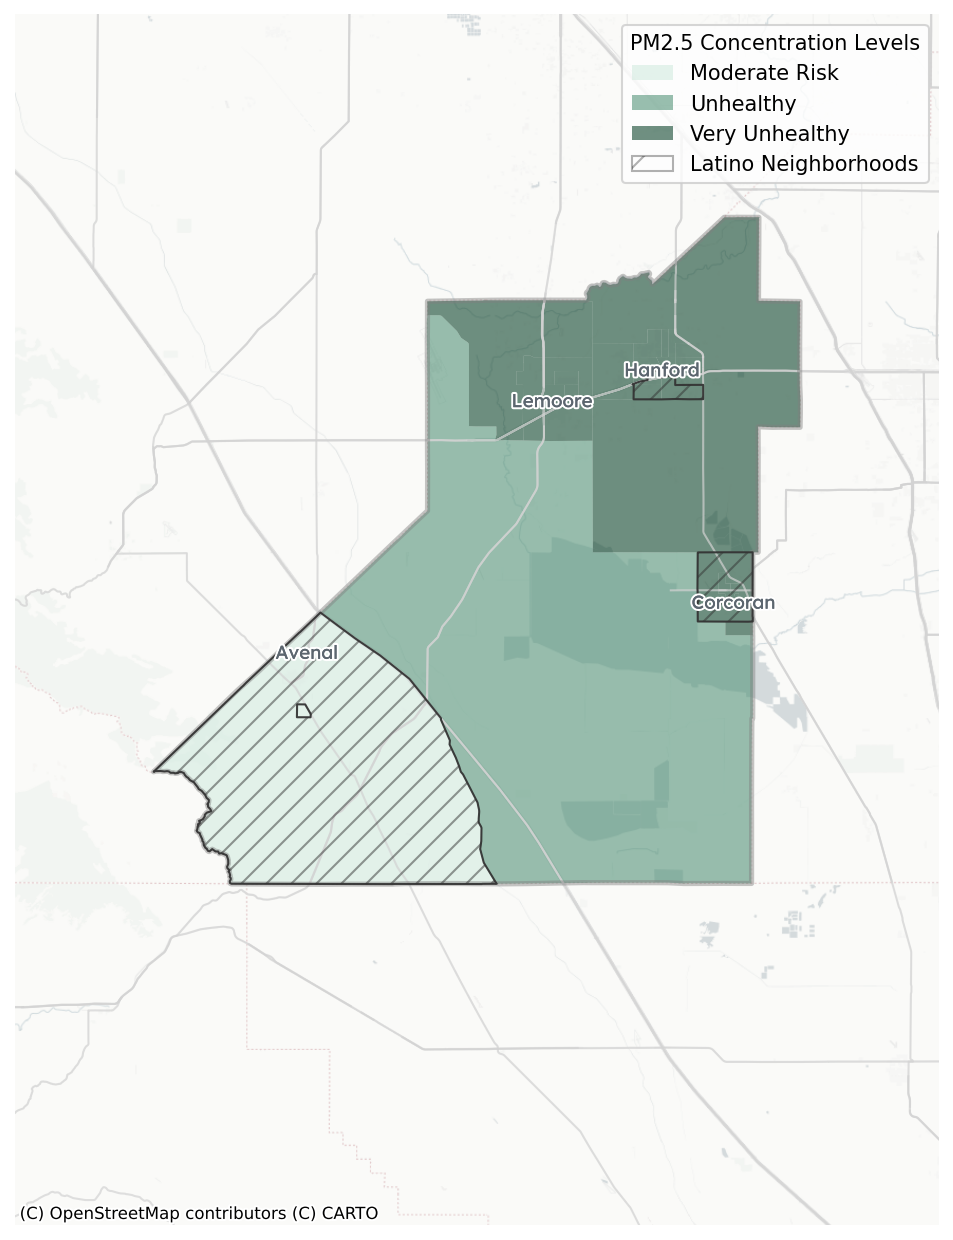 PM2.5 Concentration Levels
Moderate Risk
Unhealthy
Very Unhealthy
Latino Neighborhoods
Hanford
Lemoore
Corcoran
Avenal
(C) OpenStreetMap contributors (C) CARTO